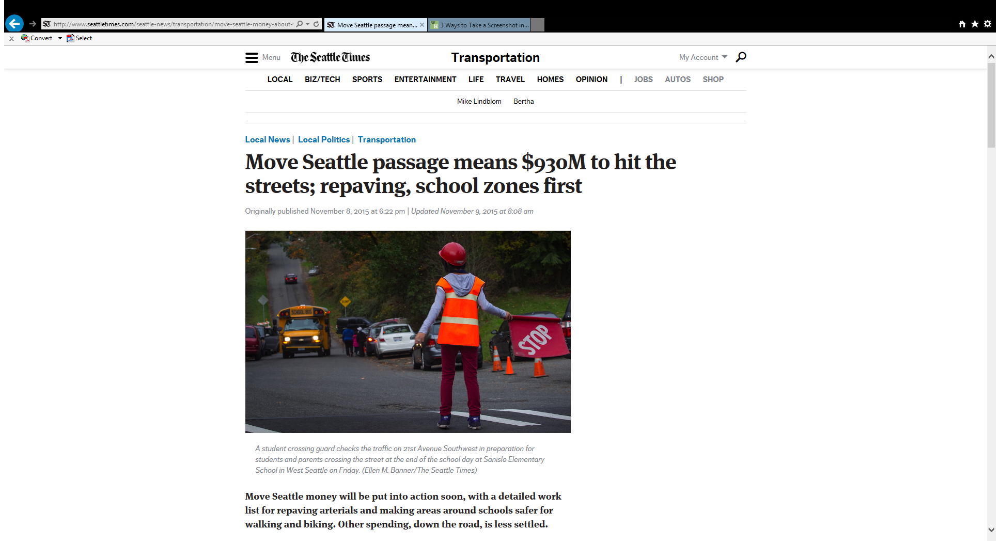 http://www.seattletimes.com/seattle-news/transportation/move-seattle-money-about-
Move Seattle passage mean...
3 Ways to Take a Screenshot in...
x Convert Select
Menu The Seattle Times Transportation My Account
LOCAL BIZ/TECH SPORTS ENTERTAINMENT LIFE TRAVEL HOMES OPINION | JOBS AUTOS SHOP
Mike Lindblom Bertha
Local News | Local Politics | Transportation
Move Seattle passage means $930M to hit the
streets; repaving, school zones first
Originally published November 8, 2015 at 6:22 pm | Updated November 9, 2015 at 8:08 am
SCHOOL BUS
BUMP
STOP
A student crossing guard checks the traffic on 21st Avenue Southwest in preparation for
students and parents crossing the street at the end of the school day at Sanislo Elementary
School in West Seattle on Friday. (Ellen M. Banner/The Seattle Times)
Move Seattle money will be put into action soon, with a detailed work
list for repaving arterials and making areas around schools safer for
walking and biking. Other spending, down the road, is less settled.